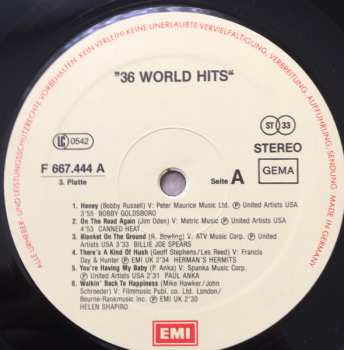 ALLE URHEBER- UND LEISTUNGSSCHUTZRECHTE VORBEHALTEN. KEIN VERLEIH! KEINE UNERLAUBTE VERVIELFÄLTIGUNG, VERBREITUNG, AUFFÜHRUNG, SENDUNG MADE IN GERMANY
"36 WORLD HITS"
LC 0542
ST 33
F 667.444 A
STEREO
3. Platte
Seite A
GEMA
1. Honey (Bobby Russell) V: Peter Maurice Music Ltd. ℗ United Artists USA
3'55 BOBBY GOLDSBORO
2. On The Road Again (Jim Oden) V: Metric Music ℗ United Artists USA
4'53 CANNED HEAT
3. Blanket On The Ground (R. Bowling) V: ATV Music Corp. ℗ United
Artists USA 3'33 BILLIE JOE SPEARS
4. There's A Kind Of Hush (Geoff Stephens/Les Reed) V: Francis
Day & Hunter ℗ EMI UK 2'34 HERMAN'S HERMITS
5. You're Having My Baby (P. Anka) V: Spanka Music Corp.
℗ United Artists USA 2'31 PAUL ANKA
6. Walkin' Back To Happiness (Mike Hawker/John
Schroeder) V: Filmmusic Publ. co. Ltd. London/
Bourne-Rankmusic Inc. ℗ EMI UK 2'30
HELEN SHAPIRO
EMI